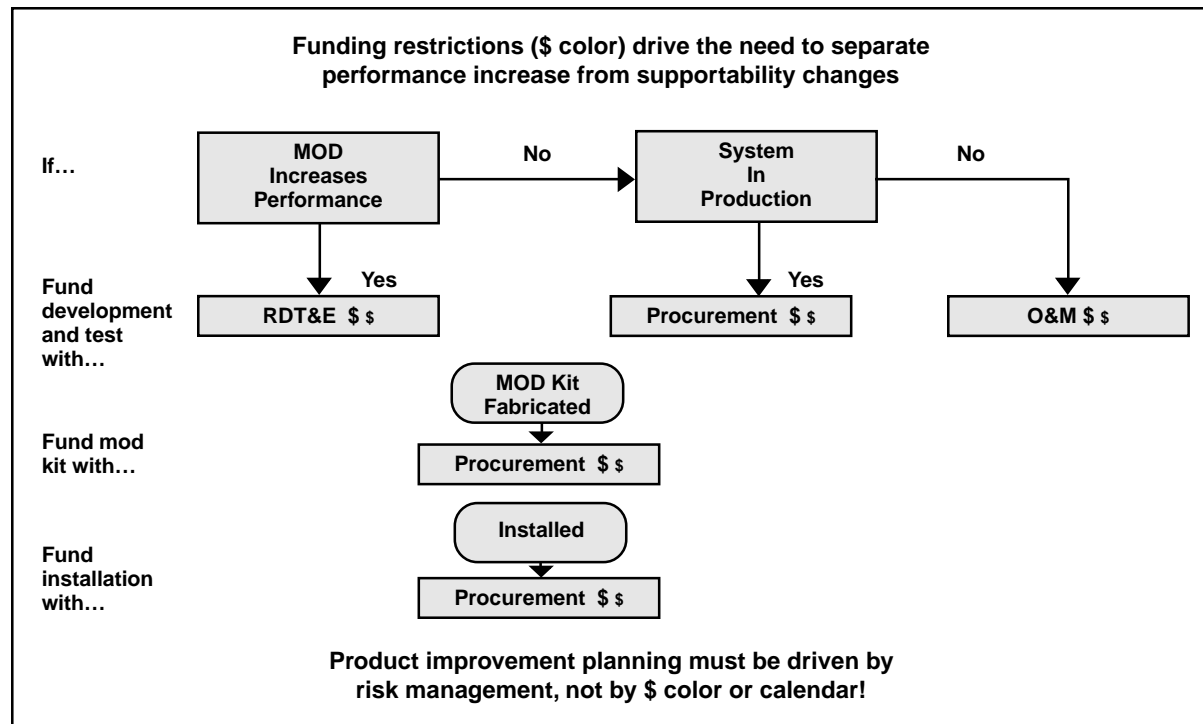 Funding restrictions ($ color) drive the need to separate
performance increase from supportability changes
If…
MOD
Increases
Performance
No
System
In
Production
No
Fund
development
and test
with…
Yes
RDT&E $ $
Yes
Procurement $ $
O&M $ $
MOD Kit
Fabricated
Fund mod
kit with…
Procurement $ $
Installed
Fund
installation
with…
Procurement $ $
Product improvement planning must be driven by
risk management, not by $ color or calendar!